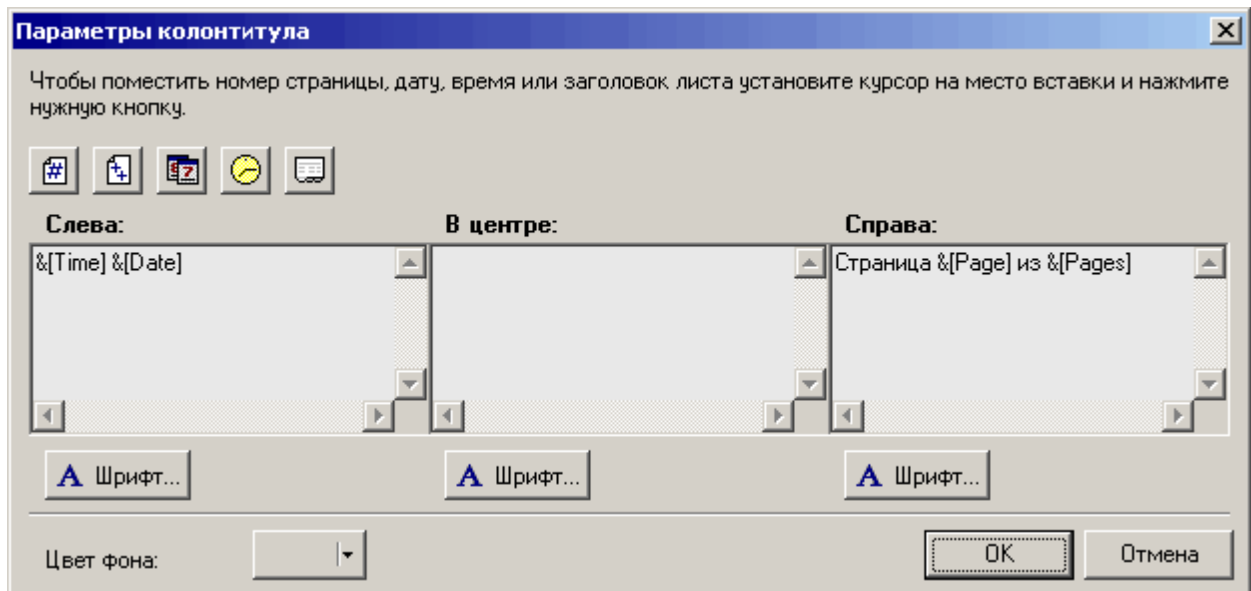 Параметры колонтитула
Чтобы поместить номер страницы, дату, время или заголовок листа установите курсор на место вставки и нажмите
нужную кнопку.
Слева: В центре: Справа:
&[Time] &[Date] Страница &[Page] из &[Pages]
А Шрифт... А Шрифт... А Шрифт...
Цвет фона: OK Отмена